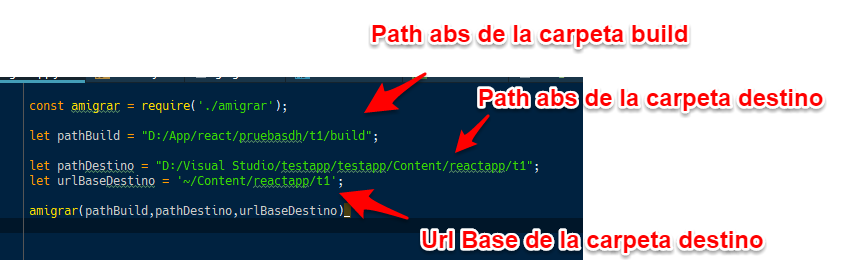 Path abs de la carpeta build
const amigrar = require('./amigrar');
Path abs de la carpeta destino
let pathBuild = "D:/App/react/pruebasdh/t1/build";
let pathDestino = "D:/Visual Studio/testapp/testapp/Content/reactapp/t1";
let urlBaseDestino = '~/Content/reactapp/t1';
amigrar(pathBuild,pathDestino,urlBaseDestino)
Url Base de la carpeta destino